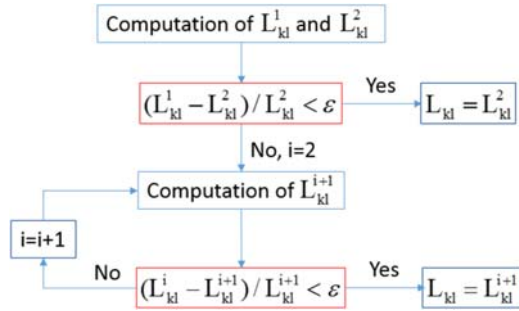 Computation of L¹ₖₗ and L²ₖₗ
(L¹ₖₗ – L²ₖₗ) / L²ₖₗ < ε
Yes
Lₖₗ = L²ₖₗ
No, i=2
Computation of Lⁱ⁺¹ₖₗ
i=i+1
No
(Lⁱₖₗ – Lⁱ⁺¹ₖₗ) / Lⁱ⁺¹ₖₗ < ε
Yes
Lₖₗ = Lⁱ⁺¹ₖₗ